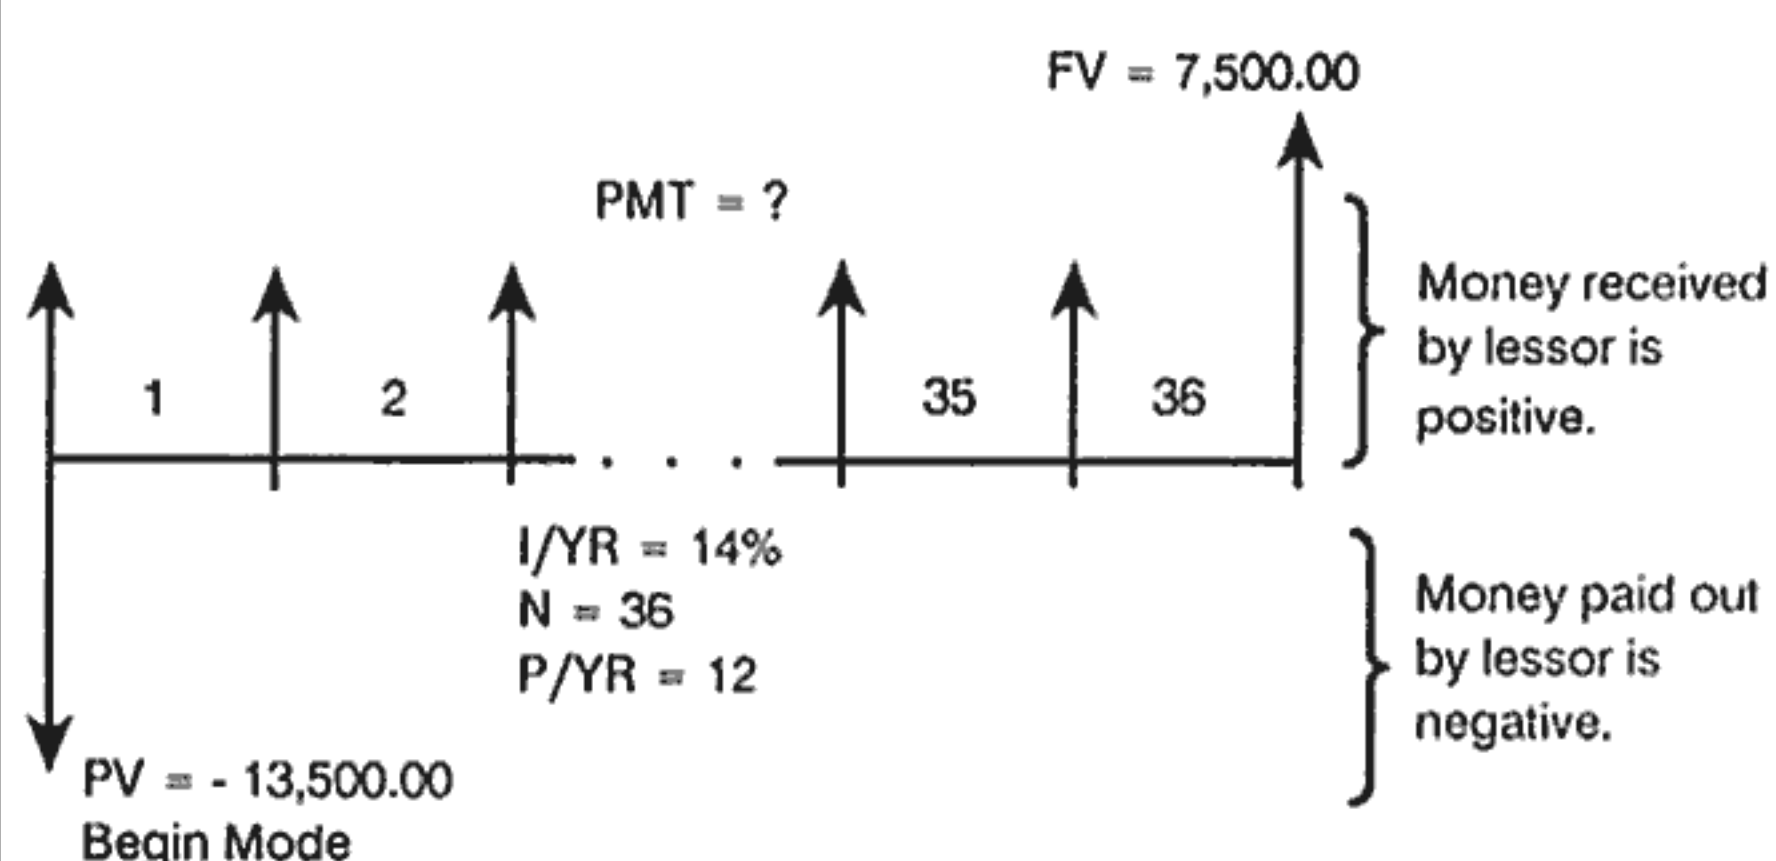 FV = 7,500.00
PMT = ?
Money received
by lessor is
positive.
1 2 35 36
. . .
I/YR = 14%
N = 36
P/YR = 12
Money paid out
by lessor is
negative.
PV = - 13,500.00
Begin Mode